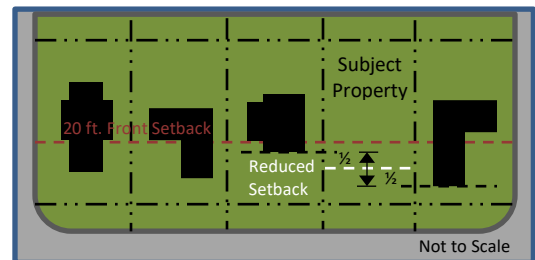 Subject
Property
20 ft. Front Setback
Reduced
Setback
½
½
Not to Scale